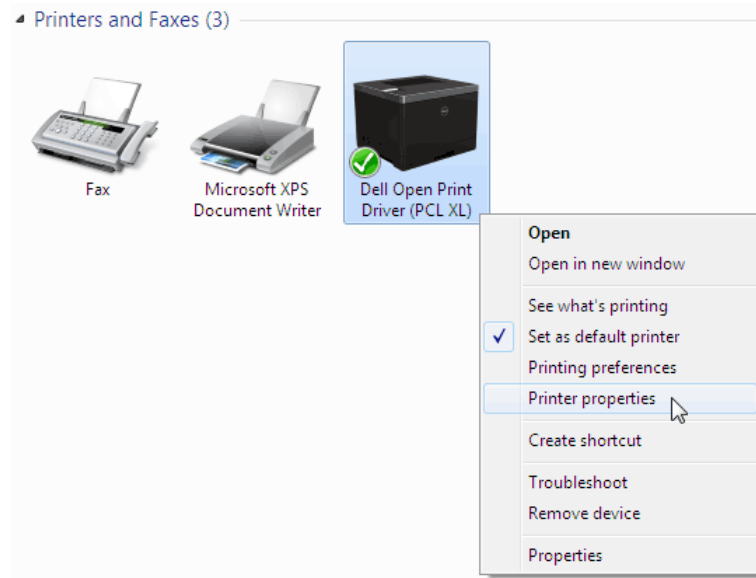 Printers and Faxes (3)
Fax
Microsoft XPS
Document Writer
Dell Open Print
Driver (PCL XL)
Open
Open in new window
See what's printing
Set as default printer
Printing preferences
Printer properties
Create shortcut
Troubleshoot
Remove device
Properties